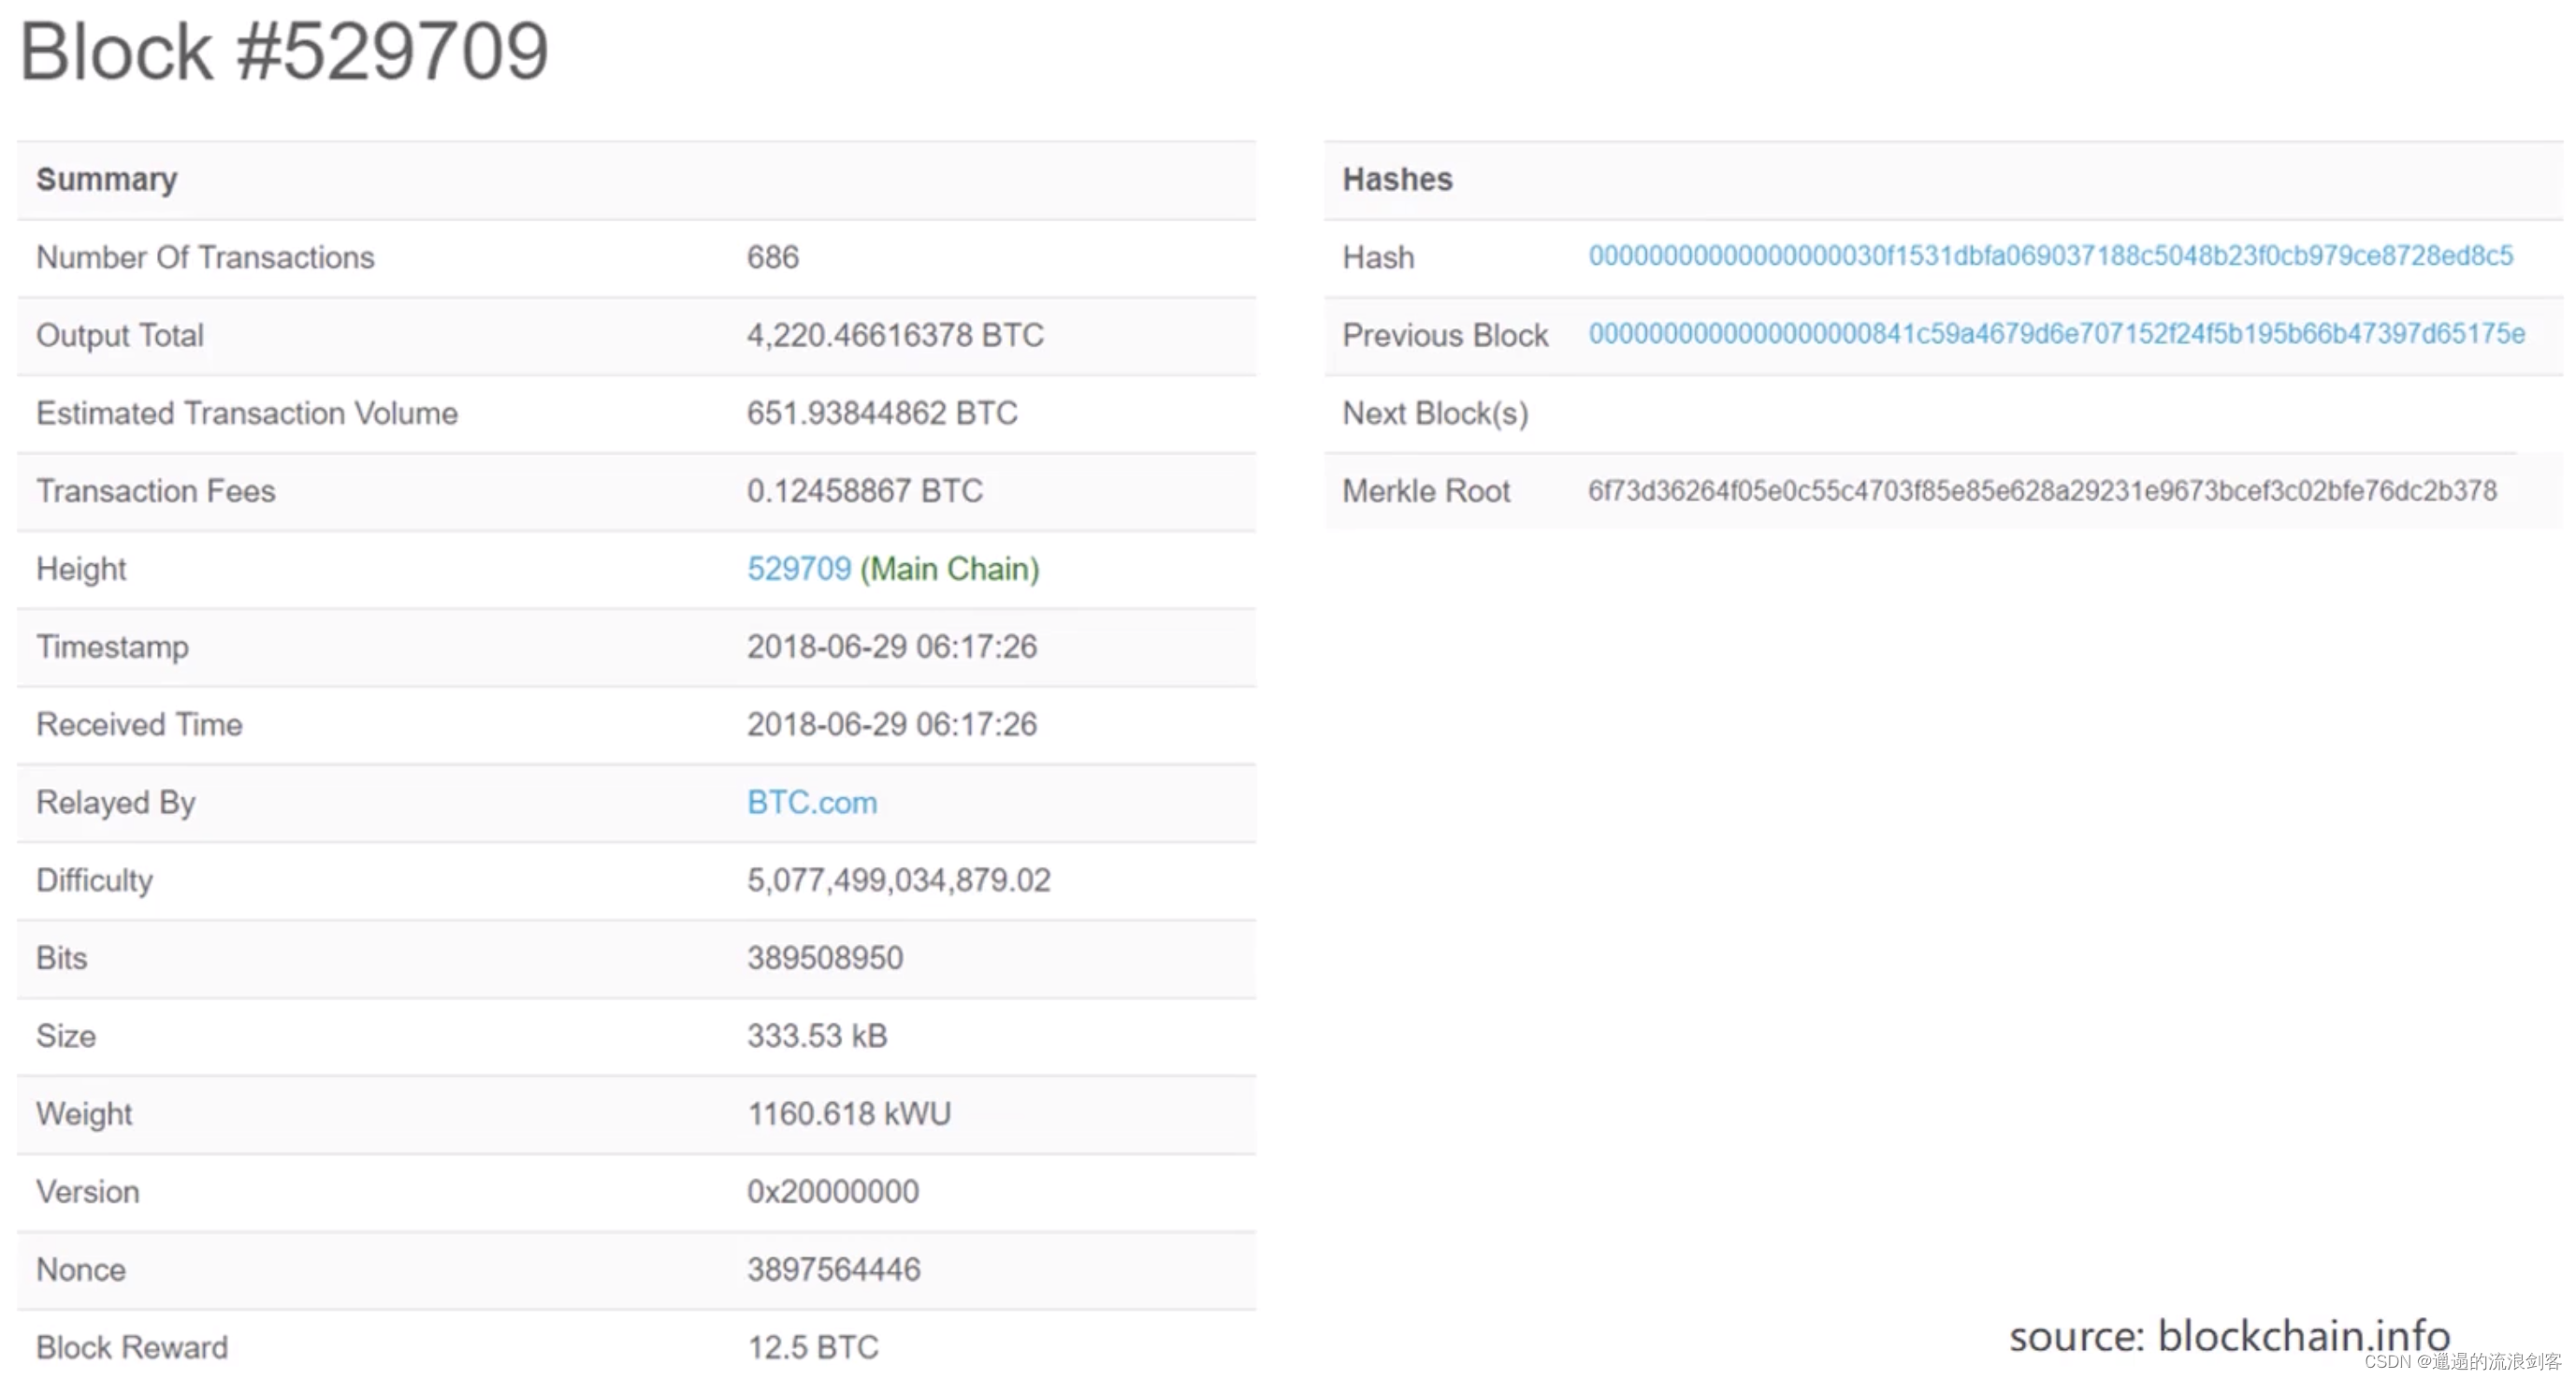 Block #529709
Summary
Number Of Transactions 686
Output Total 4,220.46616378 BTC
Estimated Transaction Volume 651.93844862 BTC
Transaction Fees 0.12458867 BTC
Height 529709 (Main Chain)
Timestamp 2018-06-29 06:17:26
Received Time 2018-06-29 06:17:26
Relayed By BTC.com
Difficulty 5,077,499,034,879.02
Bits 389508950
Size 333.53 kB
Weight 1160.618 kWU
Version 0x20000000
Nonce 3897564446
Block Reward 12.5 BTC
Hashes
Hash 00000000000000000030f1531dbfa069037188c5048b23f0cb979ce8728ed8c5
Previous Block 0000000000000000000841c59a4679d6e707152f24f5b195b66b47397d65175e
Next Block(s)
Merkle Root 6f73d36264f05e0c55c4703f85e85e628a29231e9673bcef3c02bfe76dc2b378
source: blockchain.info
CSDN @邋遢的流浪剑客